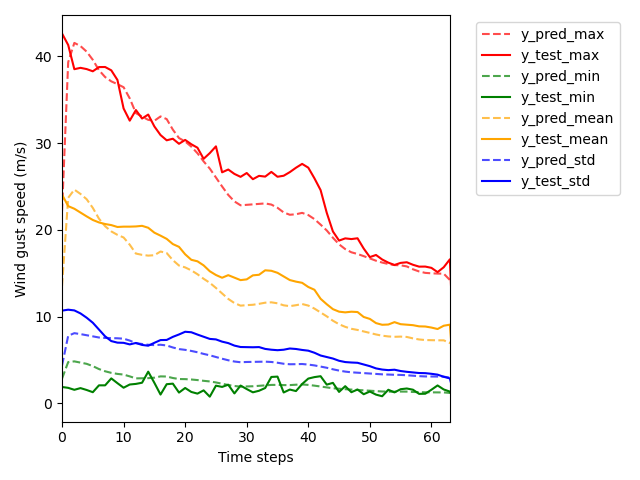 Wind gust speed (m/s)
40
30
20
10
0
0 10 20 30 40 50 60
Time steps
y_pred_max
y_test_max
y_pred_min
y_test_min
y_pred_mean
y_test_mean
y_pred_std
y_test_std